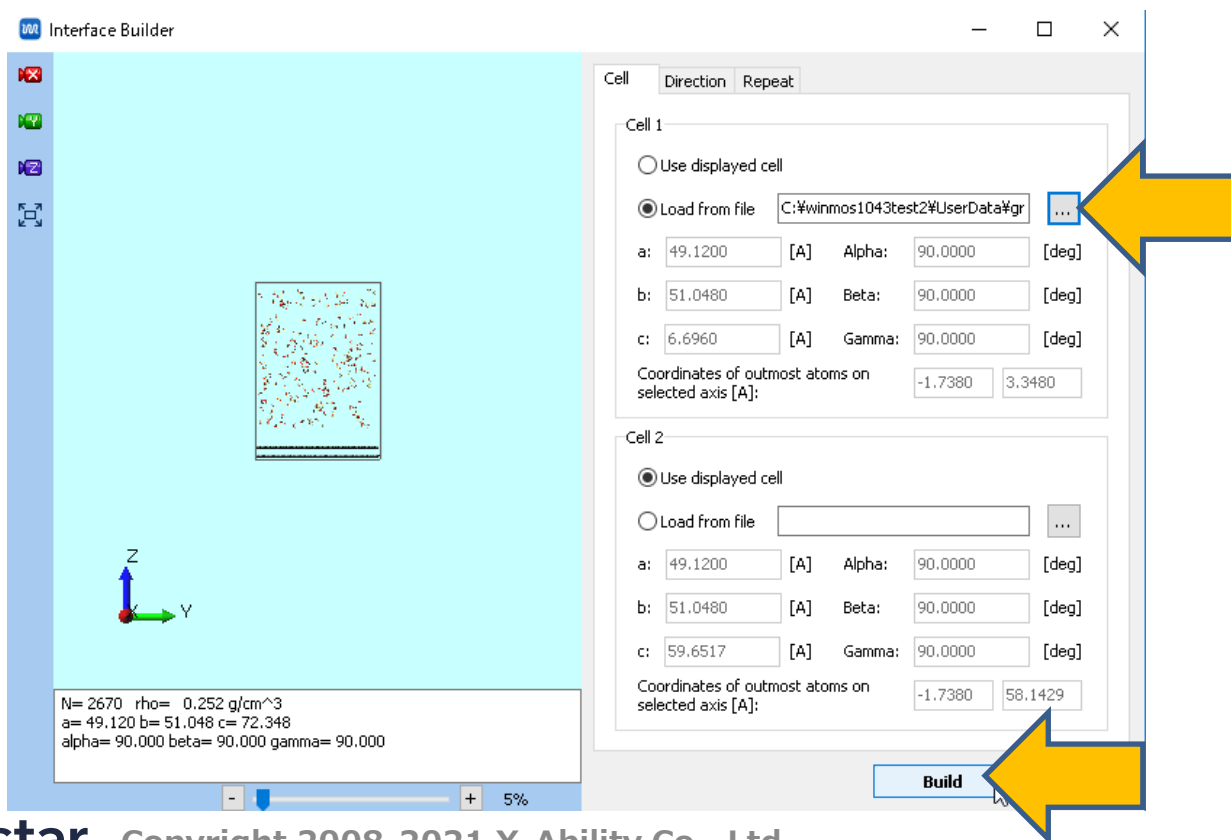 Interface Builder
Cell Direction Repeat
Cell 1
Use displayed cell
Load from file C:¥winmos1043test2¥UserData¥gr ...
a: 49.1200 [A] Alpha: 90.0000 [deg]
b: 51.0480 [A] Beta: 90.0000 [deg]
c: 6.6960 [A] Gamma: 90.0000 [deg]
Coordinates of outmost atoms on
selected axis [A]:
-1.7380 3.3480
Cell 2
Use displayed cell
Load from file ...
a: 49.1200 [A] Alpha: 90.0000 [deg]
b: 51.0480 [A] Beta: 90.0000 [deg]
c: 59.6517 [A] Gamma: 90.0000 [deg]
Coordinates of outmost atoms on
selected axis [A]:
-1.7380 58.1429
Build
X
Y
Z
Z
X Y
N= 2670 rho= 0.252 g/cm^3
a= 49.120 b= 51.048 c= 72.348
alpha= 90.000 beta= 90.000 gamma= 90.000
- + 5%